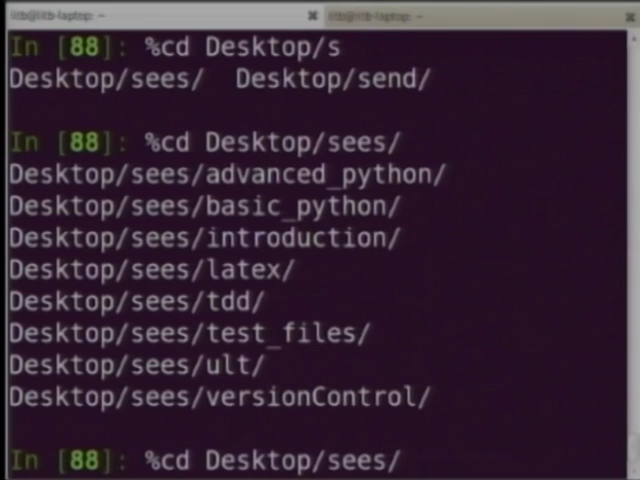 In [88]: %cd Desktop/s
Desktop/sees/  Desktop/send/
In [88]: %cd Desktop/sees/
Desktop/sees/advanced_python/
Desktop/sees/basic_python/
Desktop/sees/introduction/
Desktop/sees/latex/
Desktop/sees/tdd/
Desktop/sees/test_files/
Desktop/sees/ult/
Desktop/sees/versionControl/
In [88]: %cd Desktop/sees/